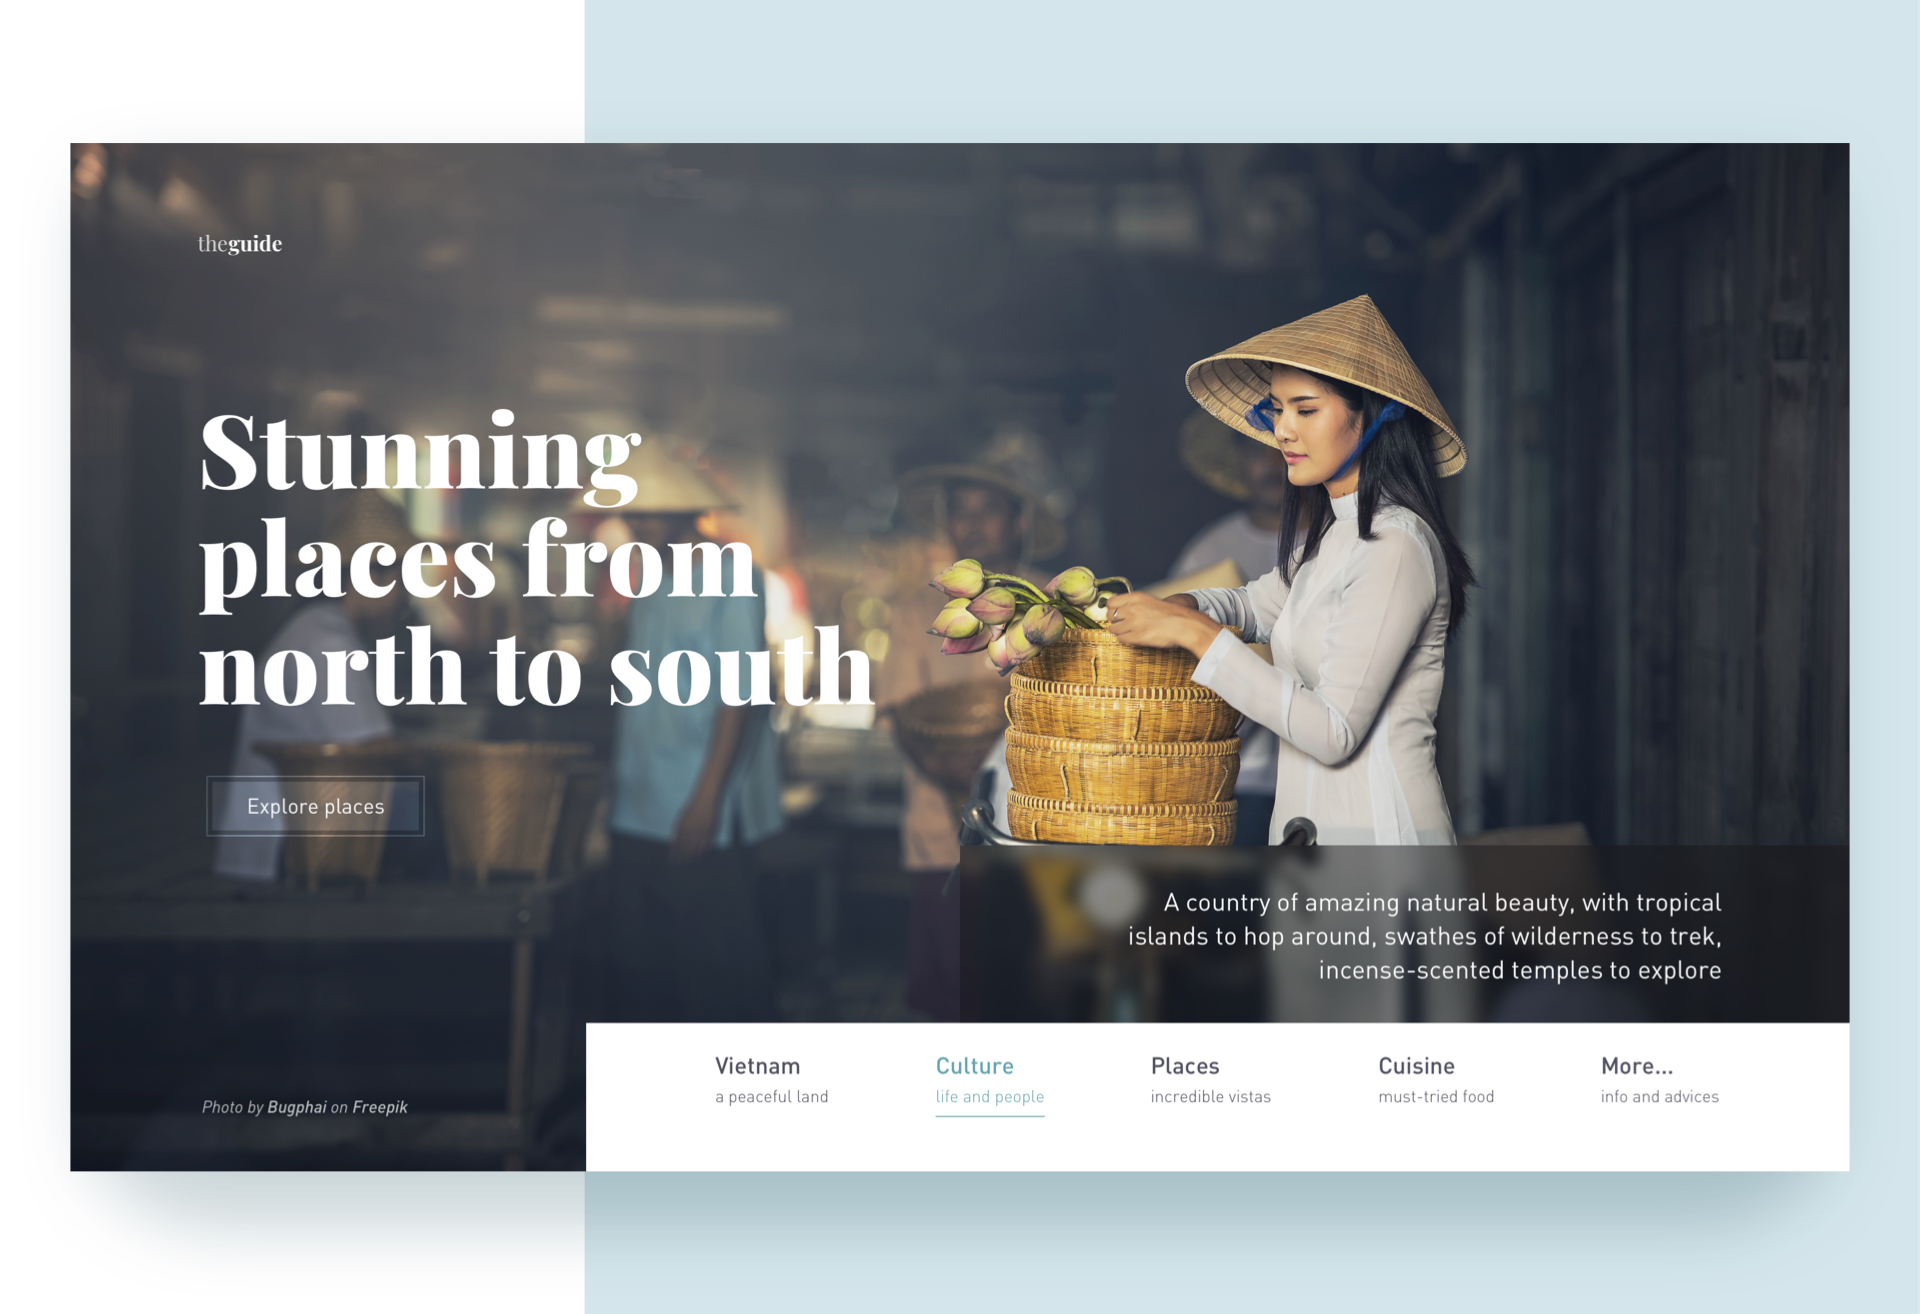 theguide
Stunning
places from
north to south
Explore places
A country of amazing natural beauty, with tropical
islands to hop around, swathes of wilderness to trek,
incense-scented temples to explore
Vietnam
a peaceful land
Culture
life and people
Places
incredible vistas
Cuisine
must-tried food
More...
info and advices
Photo by Bugphai on Freepik